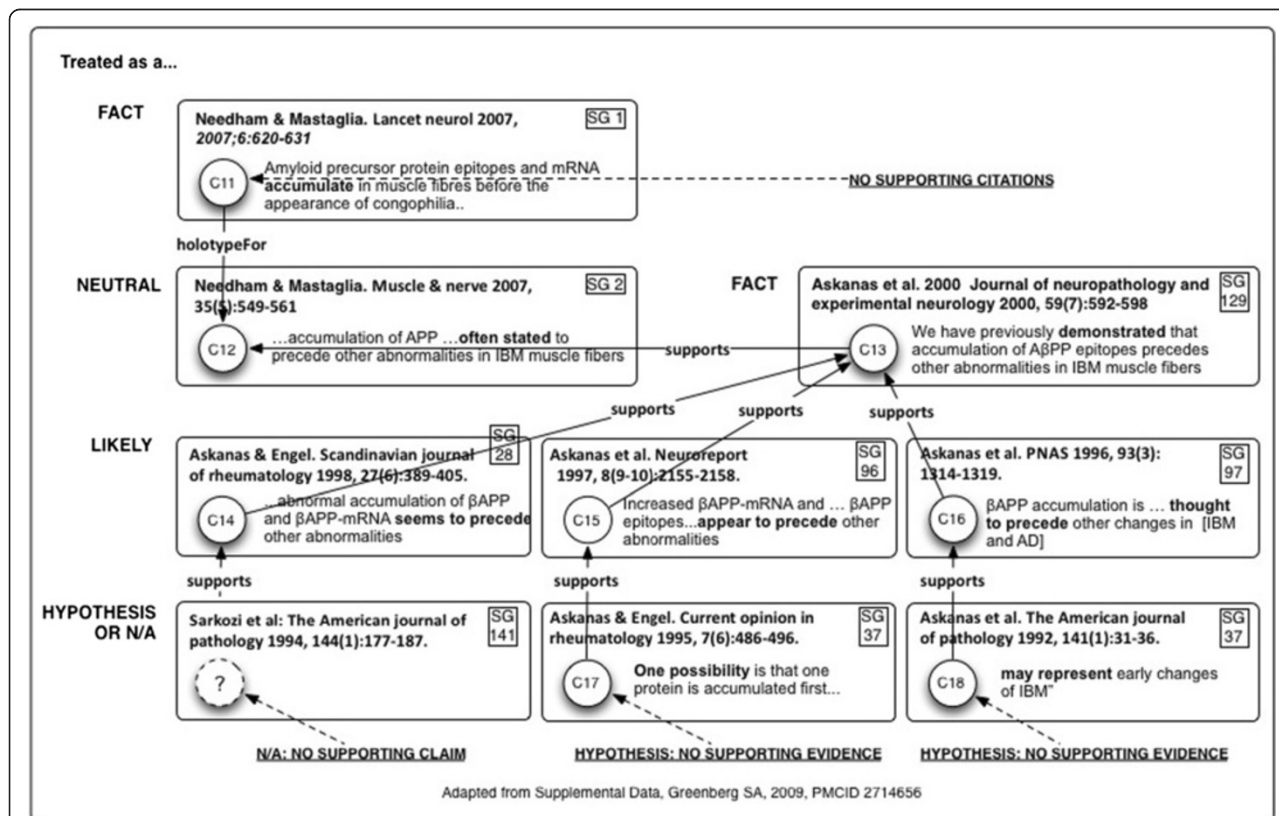 Treated as a...
FACT
Needham & Mastaglia. Lancet neurol 2007,
2007;6:620-631
SG 1
C11
Amyloid precursor protein epitopes and mRNA
accumulate in muscle fibres before the
appearance of congophilia..
NO SUPPORTING CITATIONS
holotypeFor
NEUTRAL
Needham & Mastaglia. Muscle & nerve 2007,
35(5):549-561
SG 2
C12
...accumulation of APP ...often stated to
precede other abnormalities in IBM muscle fibers
supports
FACT
Askanas et al. 2000 Journal of neuropathology and
experimental neurology 2000, 59(7):592-598
SG
129
C13
We have previously demonstrated that
accumulation of AβPP epitopes precedes
other abnormalities in IBM muscle fibers
supports
supports
supports
LIKELY
Askanas & Engel. Scandinavian journal
of rheumatology 1998, 27(6):389-405.
SG
28
C14
...abnormal accumulation of βAPP
and βAPP-mRNA seems to precede
other abnormalities
Askanas et al. Neuroreport
1997, 8(9-10):2155-2158.
SG
96
C15
Increased βAPP-mRNA and ... βAPP
epitopes...appear to precede other
abnormalities
Askanas et al. PNAS 1996, 93(3):
1314-1319.
SG
97
C16
βAPP accumulation is ... thought
to precede other changes in [IBM
and AD]
supports
supports
supports
HYPOTHESIS
OR N/A
Sarkozi et al: The American journal of
pathology 1994, 144(1):177-187.
SG
141
?
Askanas & Engel. Current opinion in
rheumatology 1995, 7(6):486-496.
SG
37
C17
One possibility is that one
protein is accumulated first...
Askanas et al. The American journal
of pathology 1992, 141(1):31-36.
SG
37
C18
may represent early changes
of IBM"
N/A: NO SUPPORTING CLAIM
HYPOTHESIS: NO SUPPORTING EVIDENCE
HYPOTHESIS: NO SUPPORTING EVIDENCE
Adapted from Supplemental Data, Greenberg SA, 2009, PMCID 2714656